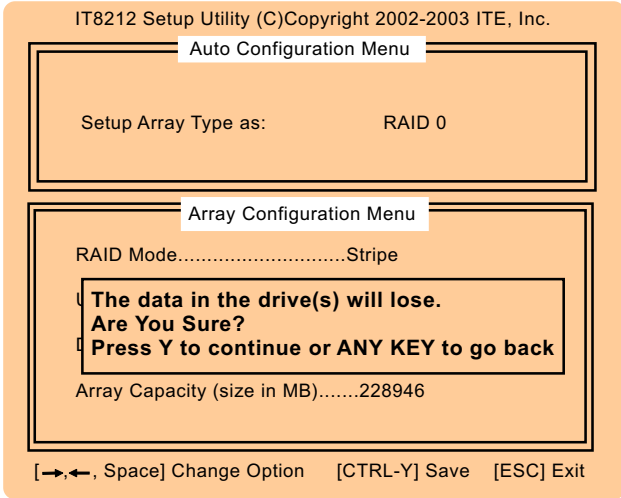 IT8212 Setup Utility (C)Copyright 2002-2003 ITE, Inc.
Auto Configuration Menu
Setup Array Type as: RAID 0
Array Configuration Menu
RAID Mode.............................Stripe
The data in the drive(s) will lose.
Are You Sure?
Press Y to continue or ANY KEY to go back
Array Capacity (size in MB).......228946
[→,←, Space] Change Option [CTRL-Y] Save [ESC] Exit